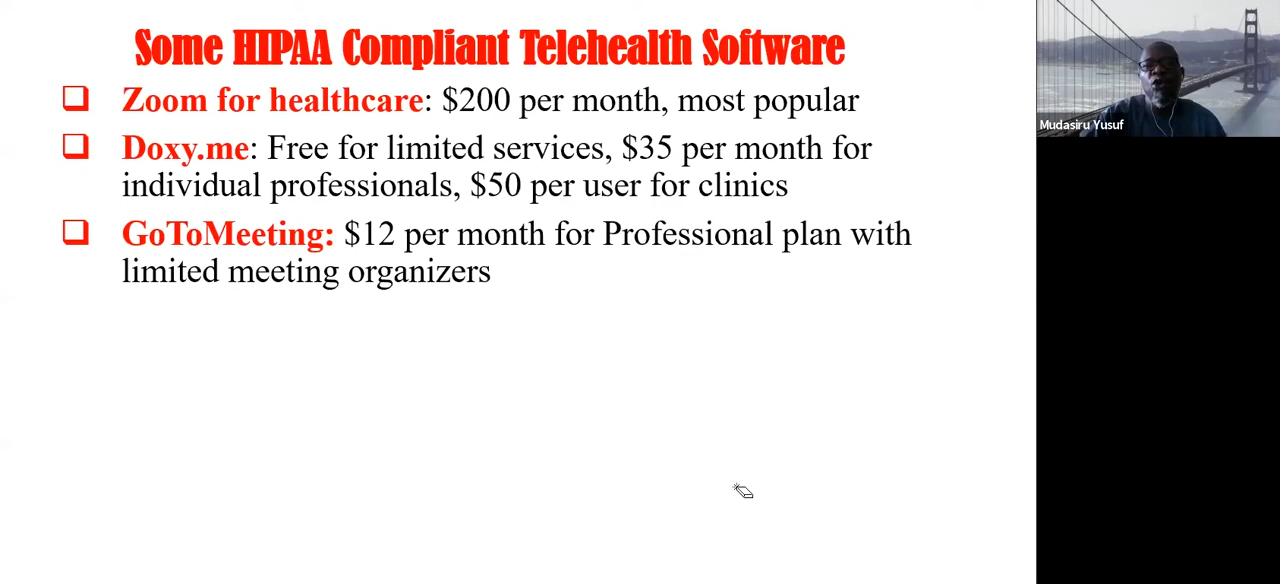 Some HIPAA Compliant Telehealth Software
Zoom for healthcare: $200 per month, most popular
Doxy.me: Free for limited services, $35 per month for
individual professionals, $50 per user for clinics
GoToMeeting: $12 per month for Professional plan with
limited meeting organizers
Mudasiru Yusuf